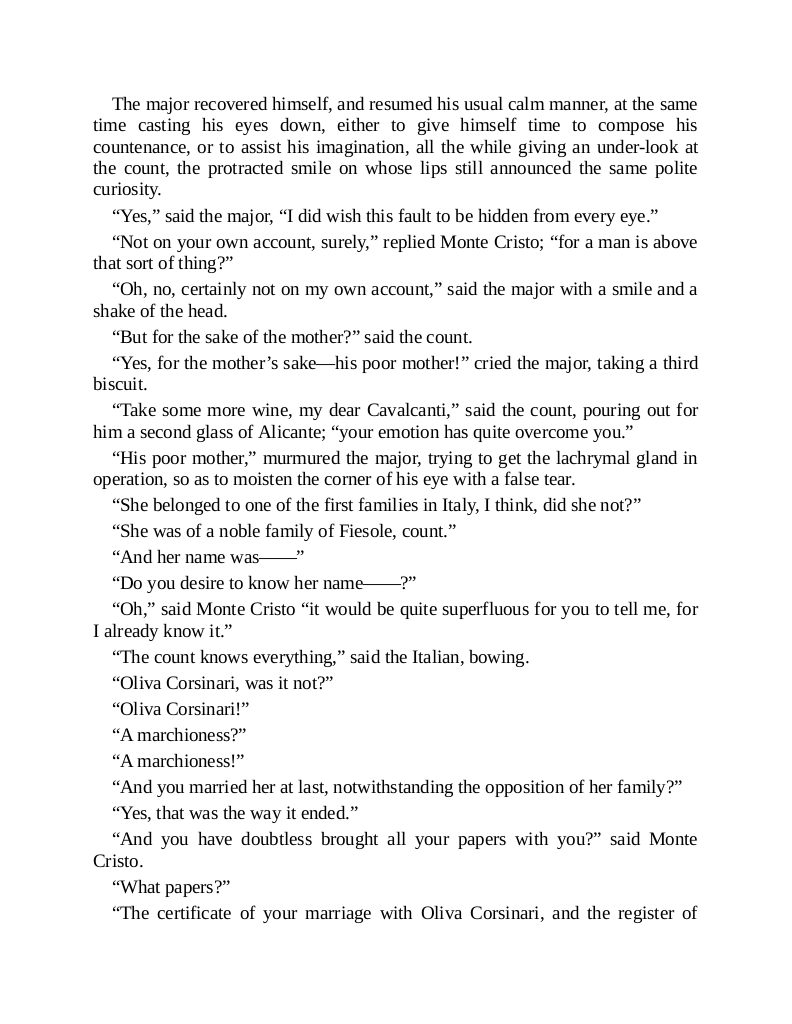 The major recovered himself, and resumed his usual calm manner, at the same
time casting his eyes down, either to give himself time to compose his
countenance, or to assist his imagination, all the while giving an under-look at
the count, the protracted smile on whose lips still announced the same polite
curiosity.
“Yes,” said the major, “I did wish this fault to be hidden from every eye.”
“Not on your own account, surely,” replied Monte Cristo; “for a man is above
that sort of thing?”
“Oh, no, certainly not on my own account,” said the major with a smile and a
shake of the head.
“But for the sake of the mother?” said the count.
“Yes, for the mother’s sake—his poor mother!” cried the major, taking a third
biscuit.
“Take some more wine, my dear Cavalcanti,” said the count, pouring out for
him a second glass of Alicante; “your emotion has quite overcome you.”
“His poor mother,” murmured the major, trying to get the lachrymal gland in
operation, so as to moisten the corner of his eye with a false tear.
“She belonged to one of the first families in Italy, I think, did she not?”
“She was of a noble family of Fiesole, count.”
“And her name was——”
“Do you desire to know her name——?”
“Oh,” said Monte Cristo “it would be quite superfluous for you to tell me, for
I already know it.”
“The count knows everything,” said the Italian, bowing.
“Oliva Corsinari, was it not?”
“Oliva Corsinari!”
“A marchioness?”
“A marchioness!”
“And you married her at last, notwithstanding the opposition of her family?”
“Yes, that was the way it ended.”
“And you have doubtless brought all your papers with you?” said Monte
Cristo.
“What papers?”
“The certificate of your marriage with Oliva Corsinari, and the register of